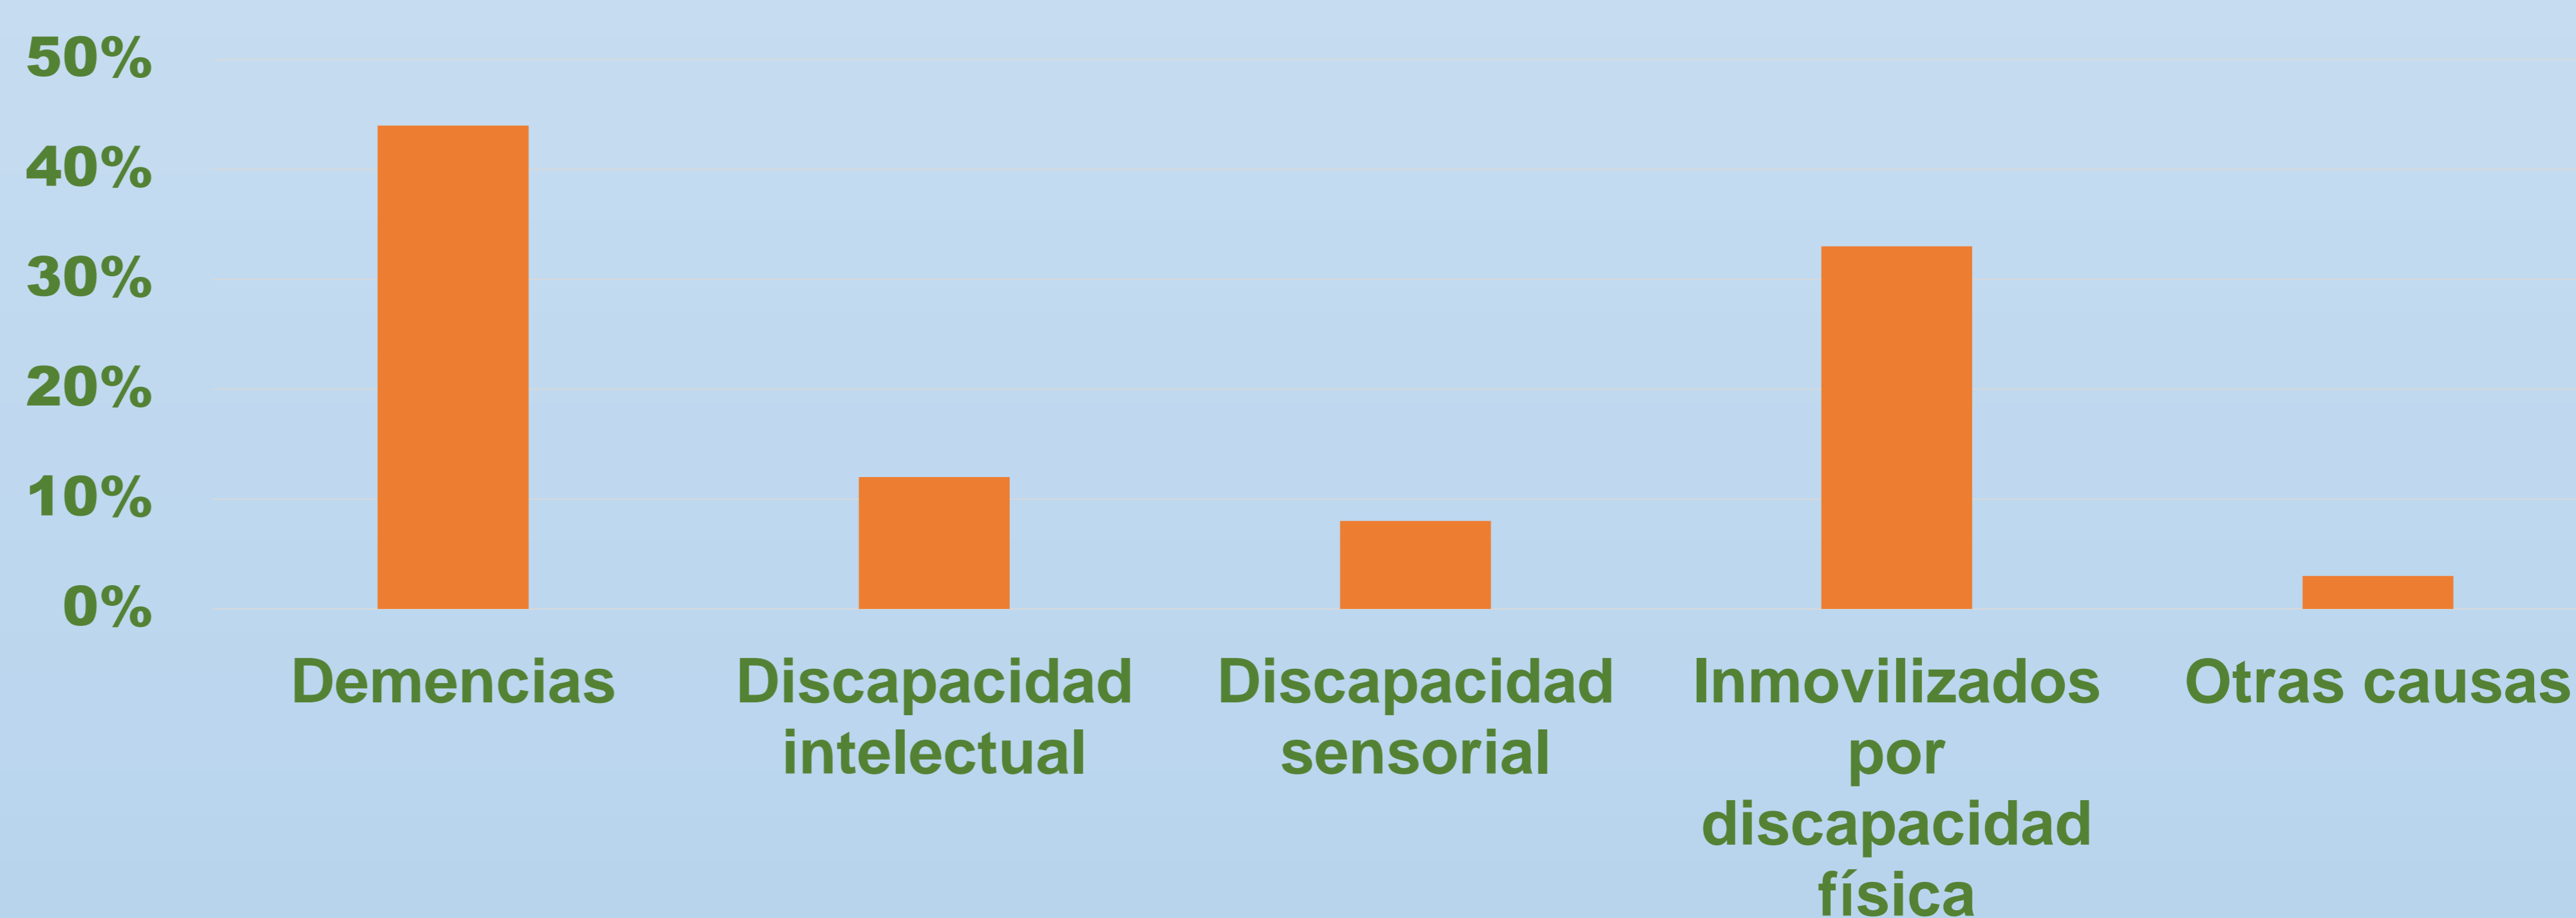 50%
40%
30%
20%
10%
0%
Demencias
Discapacidad
intelectual
Discapacidad
sensorial
Inmovilizados
por
discapacidad
física
Otras causas